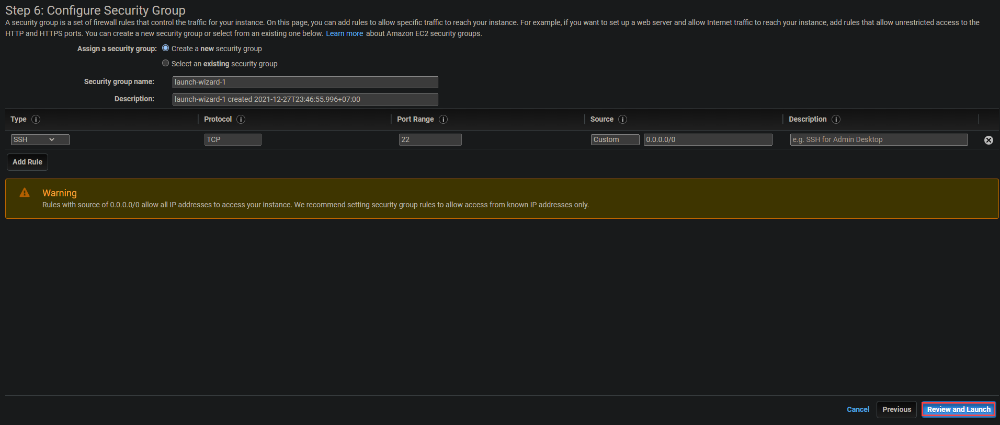 Step 6: Configure Security Group
A security group is a set of firewall rules that control the traffic for your instance. On this page, you can add rules to allow specific traffic to reach your instance. For example, if you want to set up a web server and allow Internet traffic to reach your instance, add rules that allow unrestricted access to the
HTTP and HTTPS ports. You can create a new security group or select from an existing one below. Learn more about Amazon EC2 security groups.
Assign a security group: Create a new security group
Select an existing security group
Security group name: launch-wizard-1
Description: launch-wizard-1 created 2021-12-27T23:46:55.996+07:00
Type Protocol Port Range Source Description
SSH TCP 22 Custom 0.0.0.0/0 e.g. SSH for Admin Desktop
Add Rule
Warning
Rules with source of 0.0.0.0/0 allow all IP addresses to access your instance. We recommend setting security group rules to allow access from known IP addresses only.
Cancel Previous Review and Launch